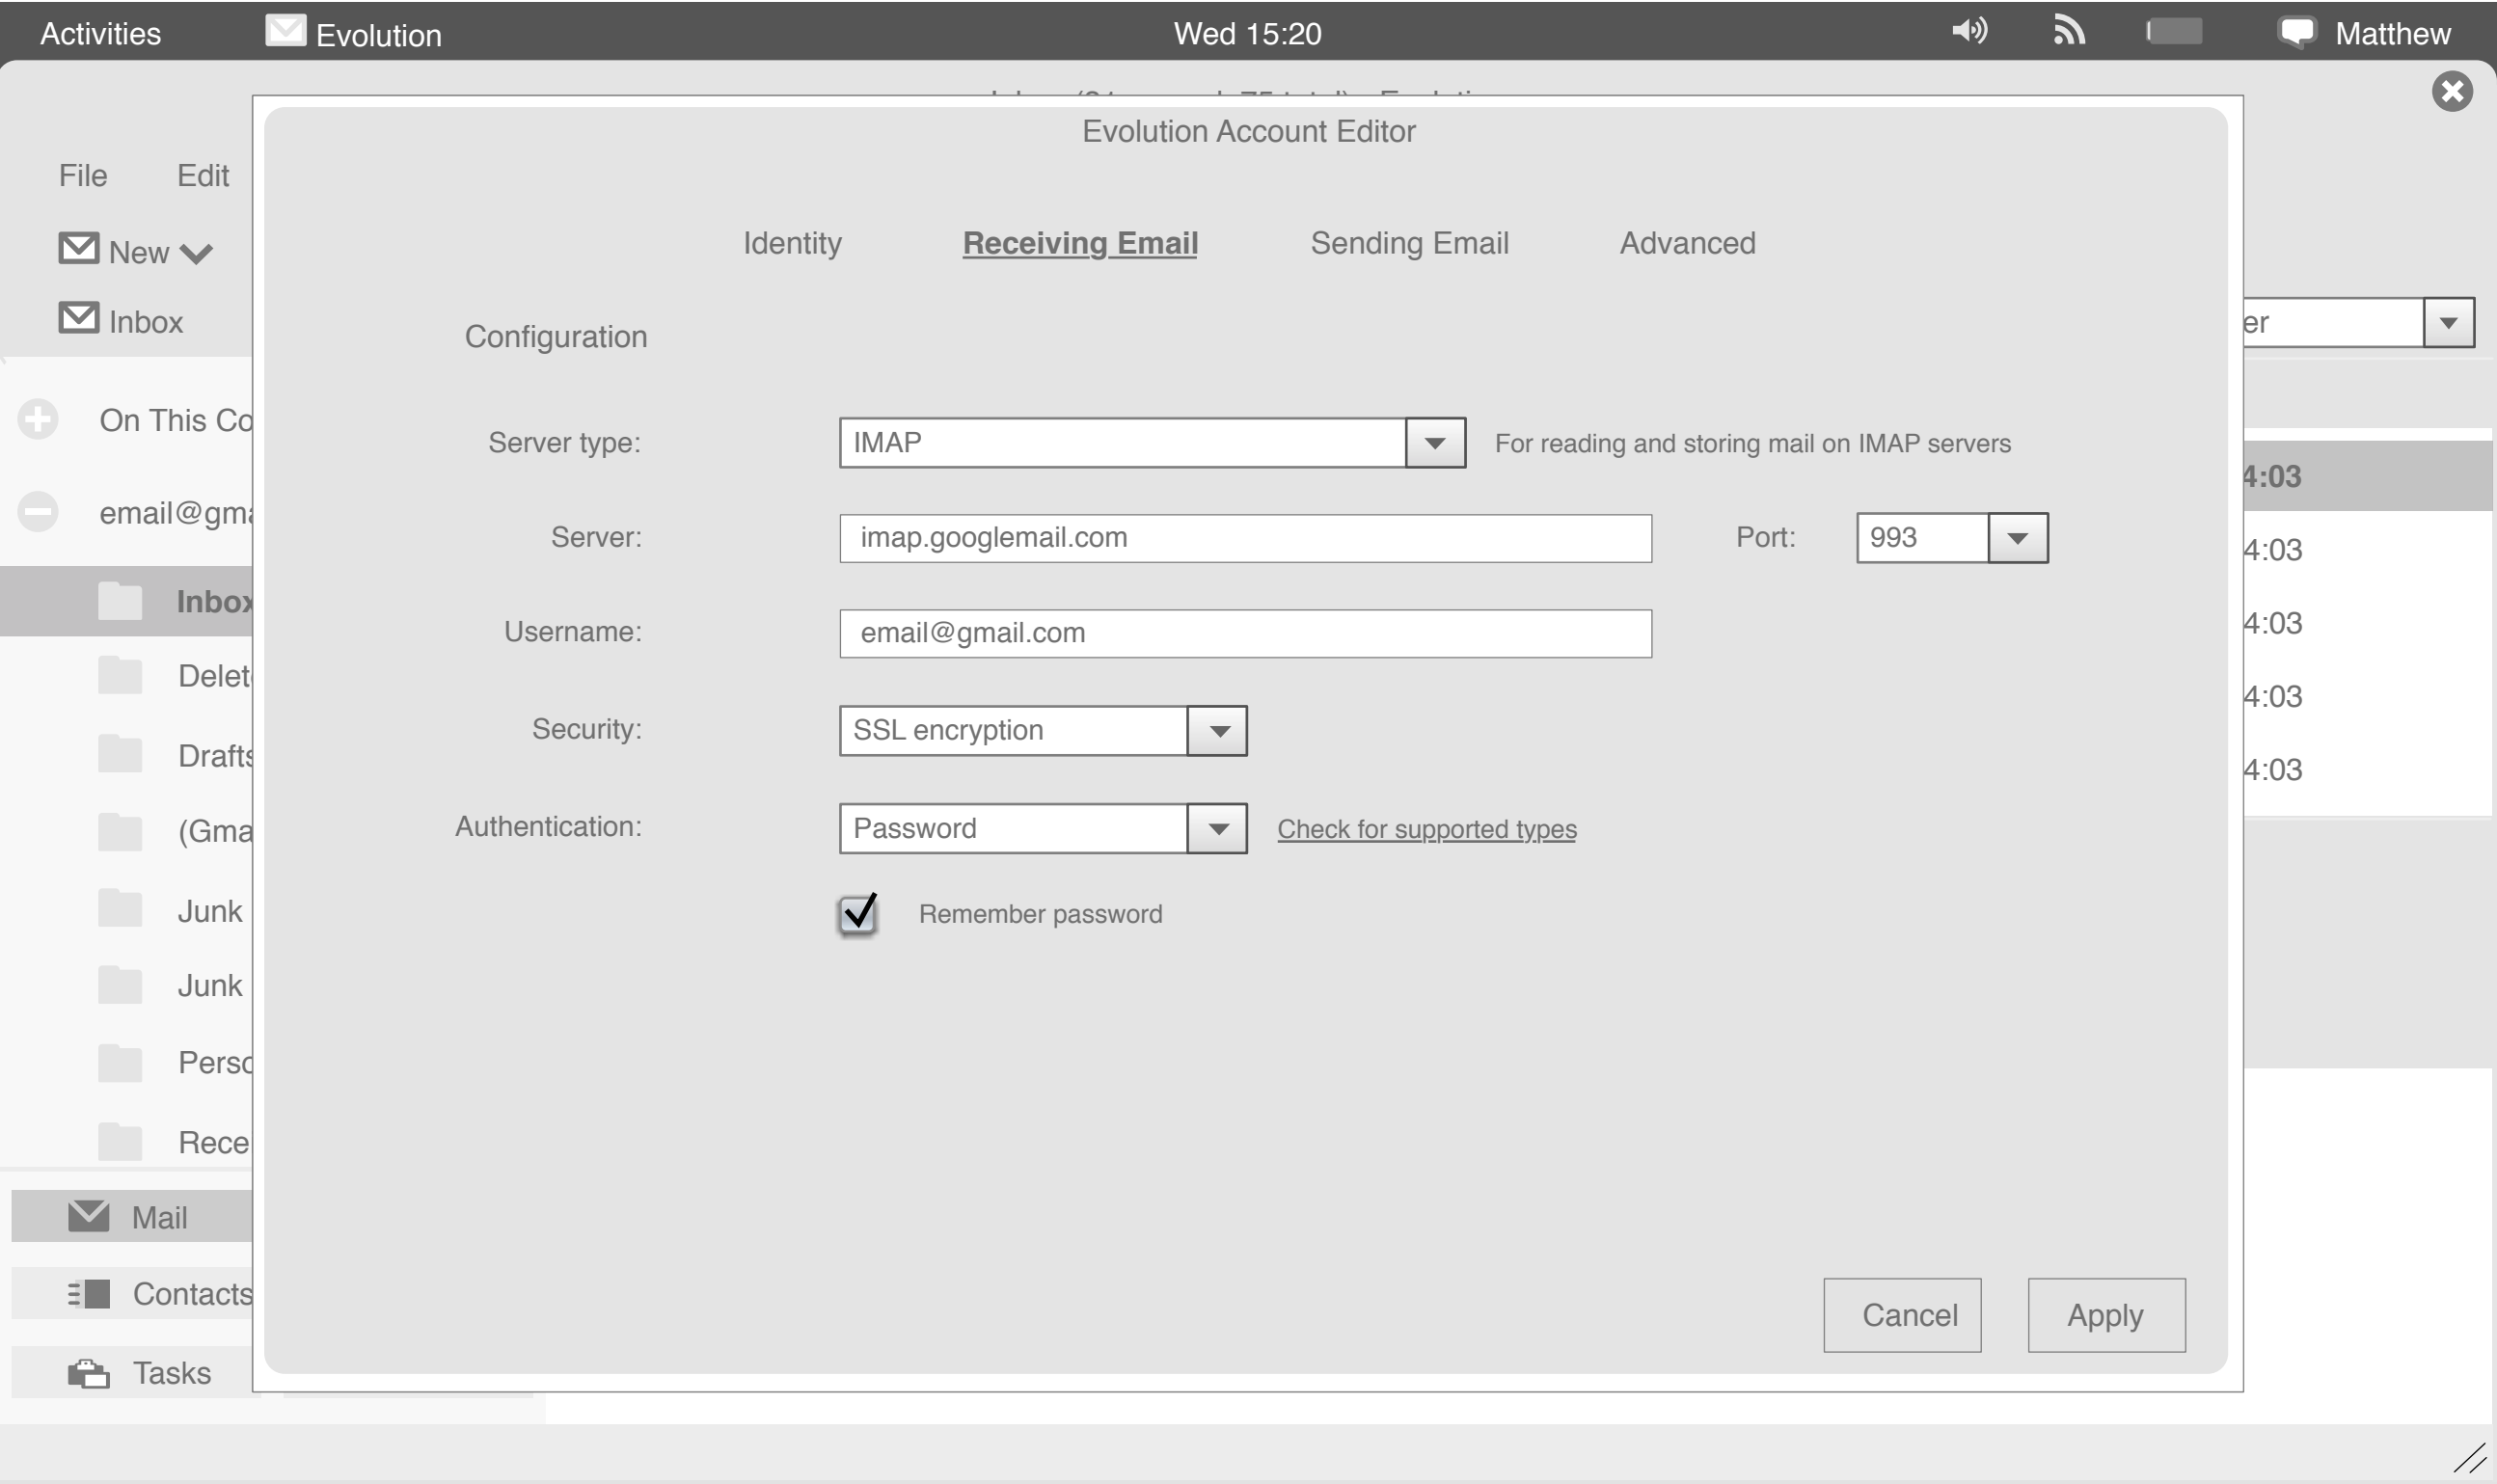 Activities Evolution Wed 15:20 Matthew
Evolution Account Editor
File Edit
Identity Receiving Email Sending Email Advanced
New
Inbox
Configuration
er
On This Co
Server type: IMAP For reading and storing mail on IMAP servers
4:03
email@gma
Server: imap.googlemail.com Port: 993
4:03
Inbox
Username: email@gmail.com
4:03
Delet
4:03
Security: SSL encryption
Drafts
4:03
(Gma
Authentication: Password Check for supported types
Junk
Remember password
Junk
Perso
Rece
Mail
Contacts
Cancel Apply
Tasks